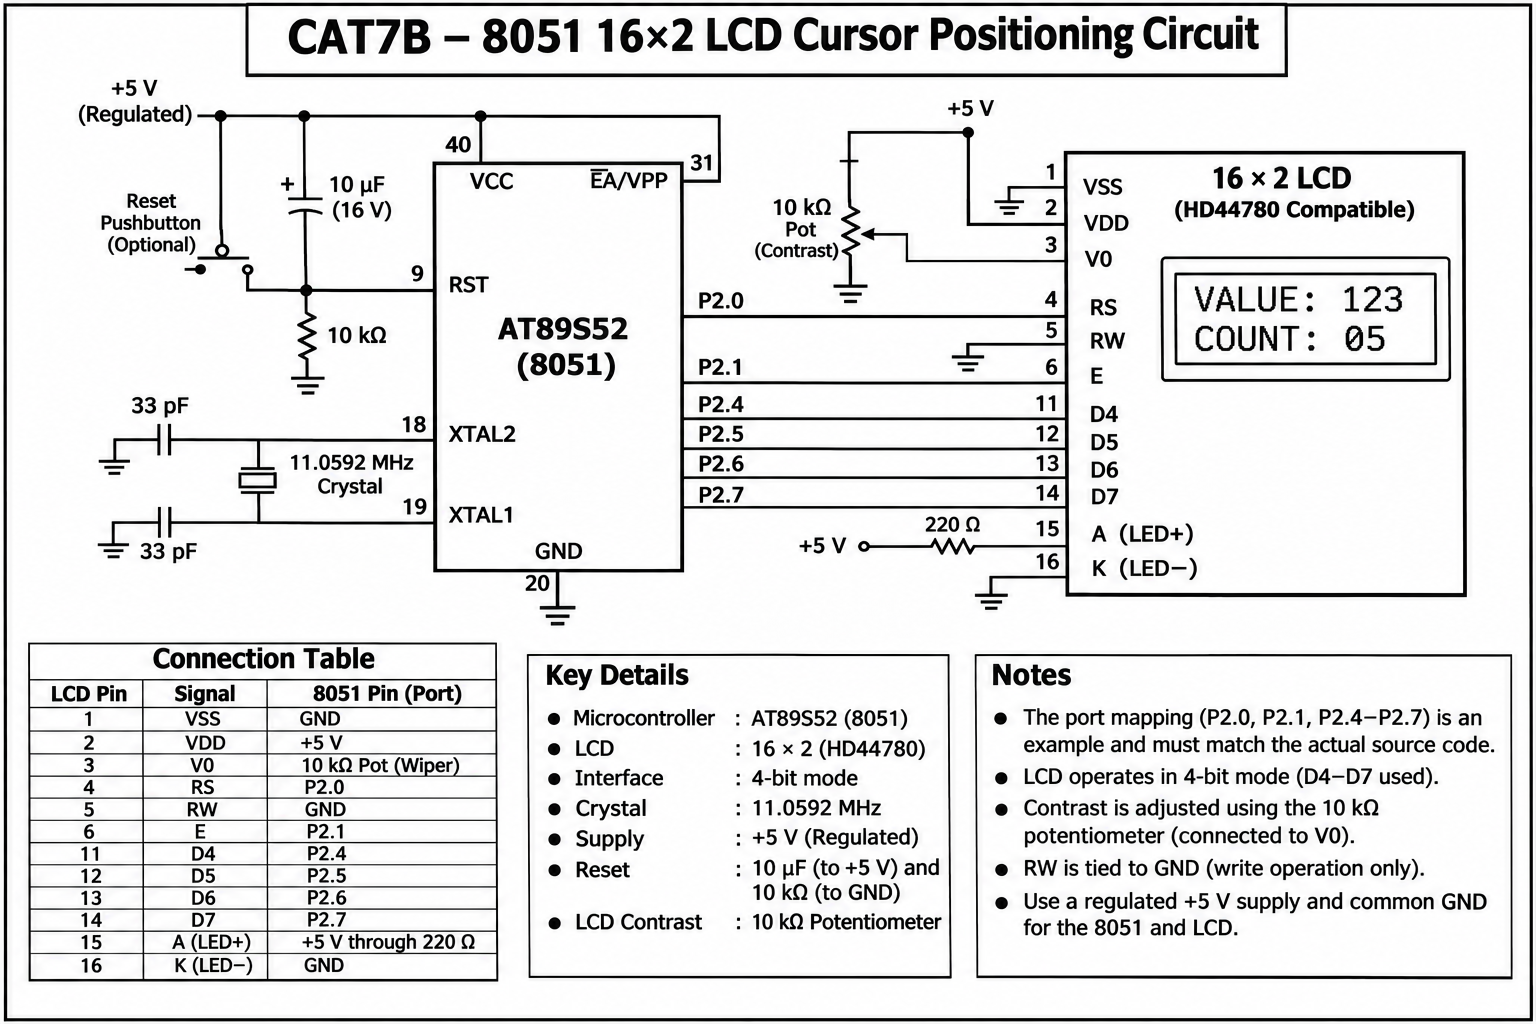 CAT7B – 8051 16×2 LCD Cursor Positioning Circuit
+5 V
(Regulated)
Reset
Pushbutton
(Optional)
+
10 µF
(16 V)
10 kΩ
33 pF
11.0592 MHz
Crystal
33 pF
40
31
9
18
19
20
VCC
EA/VPP
RST
AT89S52
(8051)
XTAL2
XTAL1
GND
P2.0
P2.1
P2.4
P2.5
P2.6
P2.7
+5 V
10 kΩ
Pot
(Contrast)
220 Ω
+5 V
1 VSS
2 VDD
3 V0
4 RS
5 RW
6 E
11 D4
12 D5
13 D6
14 D7
15 A (LED+)
16 K (LED−)
16 × 2 LCD
(HD44780 Compatible)
VALUE: 123
COUNT: 05
Connection Table
LCD Pin Signal 8051 Pin (Port)
1 VSS GND
2 VDD +5 V
3 V0 10 kΩ Pot (Wiper)
4 RS P2.0
5 RW GND
6 E P2.1
11 D4 P2.4
12 D5 P2.5
13 D6 P2.6
14 D7 P2.7
15 A (LED+) +5 V through 220 Ω
16 K (LED−) GND
Key Details
● Microcontroller : AT89S52 (8051)
● LCD : 16 × 2 (HD44780)
● Interface : 4-bit mode
● Crystal : 11.0592 MHz
● Supply : +5 V (Regulated)
● Reset : 10 µF (to +5 V) and
10 kΩ (to GND)
● LCD Contrast : 10 kΩ Potentiometer
Notes
● The port mapping (P2.0, P2.1, P2.4–P2.7) is an
example and must match the actual source code.
● LCD operates in 4-bit mode (D4–D7 used).
● Contrast is adjusted using the 10 kΩ
potentiometer (connected to V0).
● RW is tied to GND (write operation only).
● Use a regulated +5 V supply and common GND
for the 8051 and LCD.